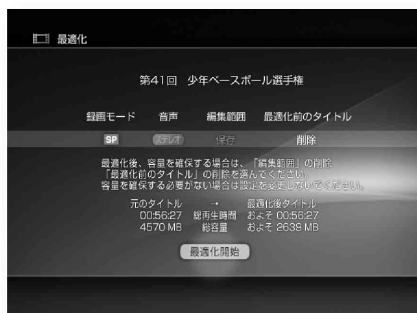 最適化
第41回 少年ベースボール選手権
録画モード 音声 編集範囲 最適化前のタイトル
SP ステレオ 保存 削除
最適化後、容量を確保する場合は、「編集範囲」の削除、
「最適化前のタイトル」の削除を選んでください。
容量を確保する必要がない場合は設定を変更しないでください。
元のタイトル → 最適化後タイトル
00:56:27 総再生時間 およそ 00:56:27
4570 MB 総容量 およそ 2639 MB
最適化開始